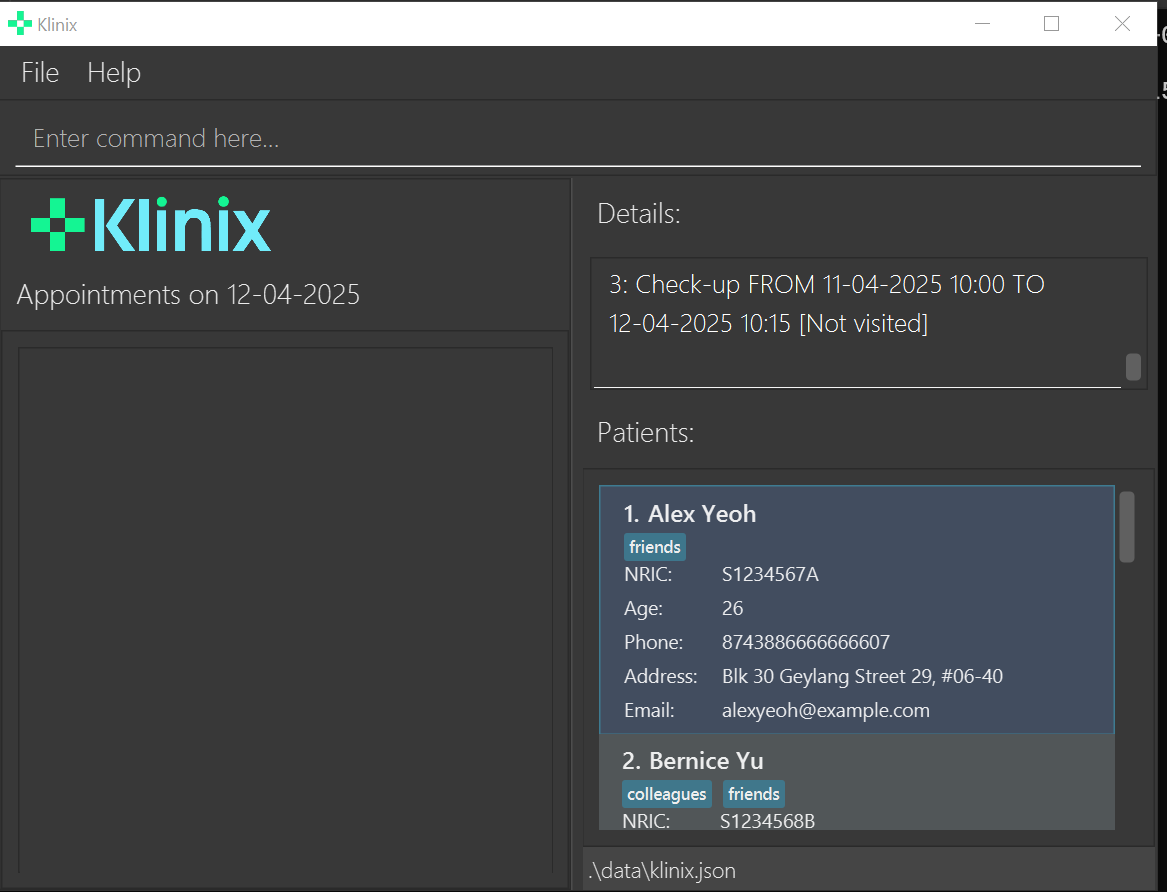 Klinix
File Help
Enter command here...
Klinix
Appointments on 12-04-2025
Details:
3: Check-up FROM 11-04-2025 10:00 TO
12-04-2025 10:15 [Not visited]
Patients:
1. Alex Yeoh
friends
NRIC: S1234567A
Age: 26
Phone: 8743886666666607
Address: Blk 30 Geylang Street 29, #06-40
Email: alexyeoh@example.com
2. Bernice Yu
colleagues friends
NRIC: S1234568B
.\data\klinix.json